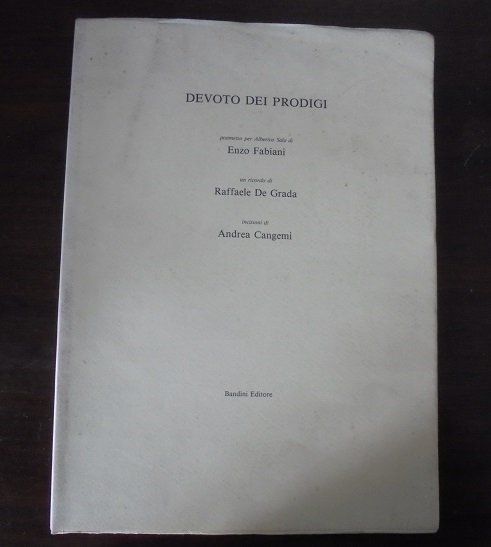 DEVOTO DEI PRODIGI
poemetto per Alberico Sala di
Enzo Fabiani
un ricordo di
Raffaele De Grada
incisioni di
Andrea Cangemi
Bandini Editore